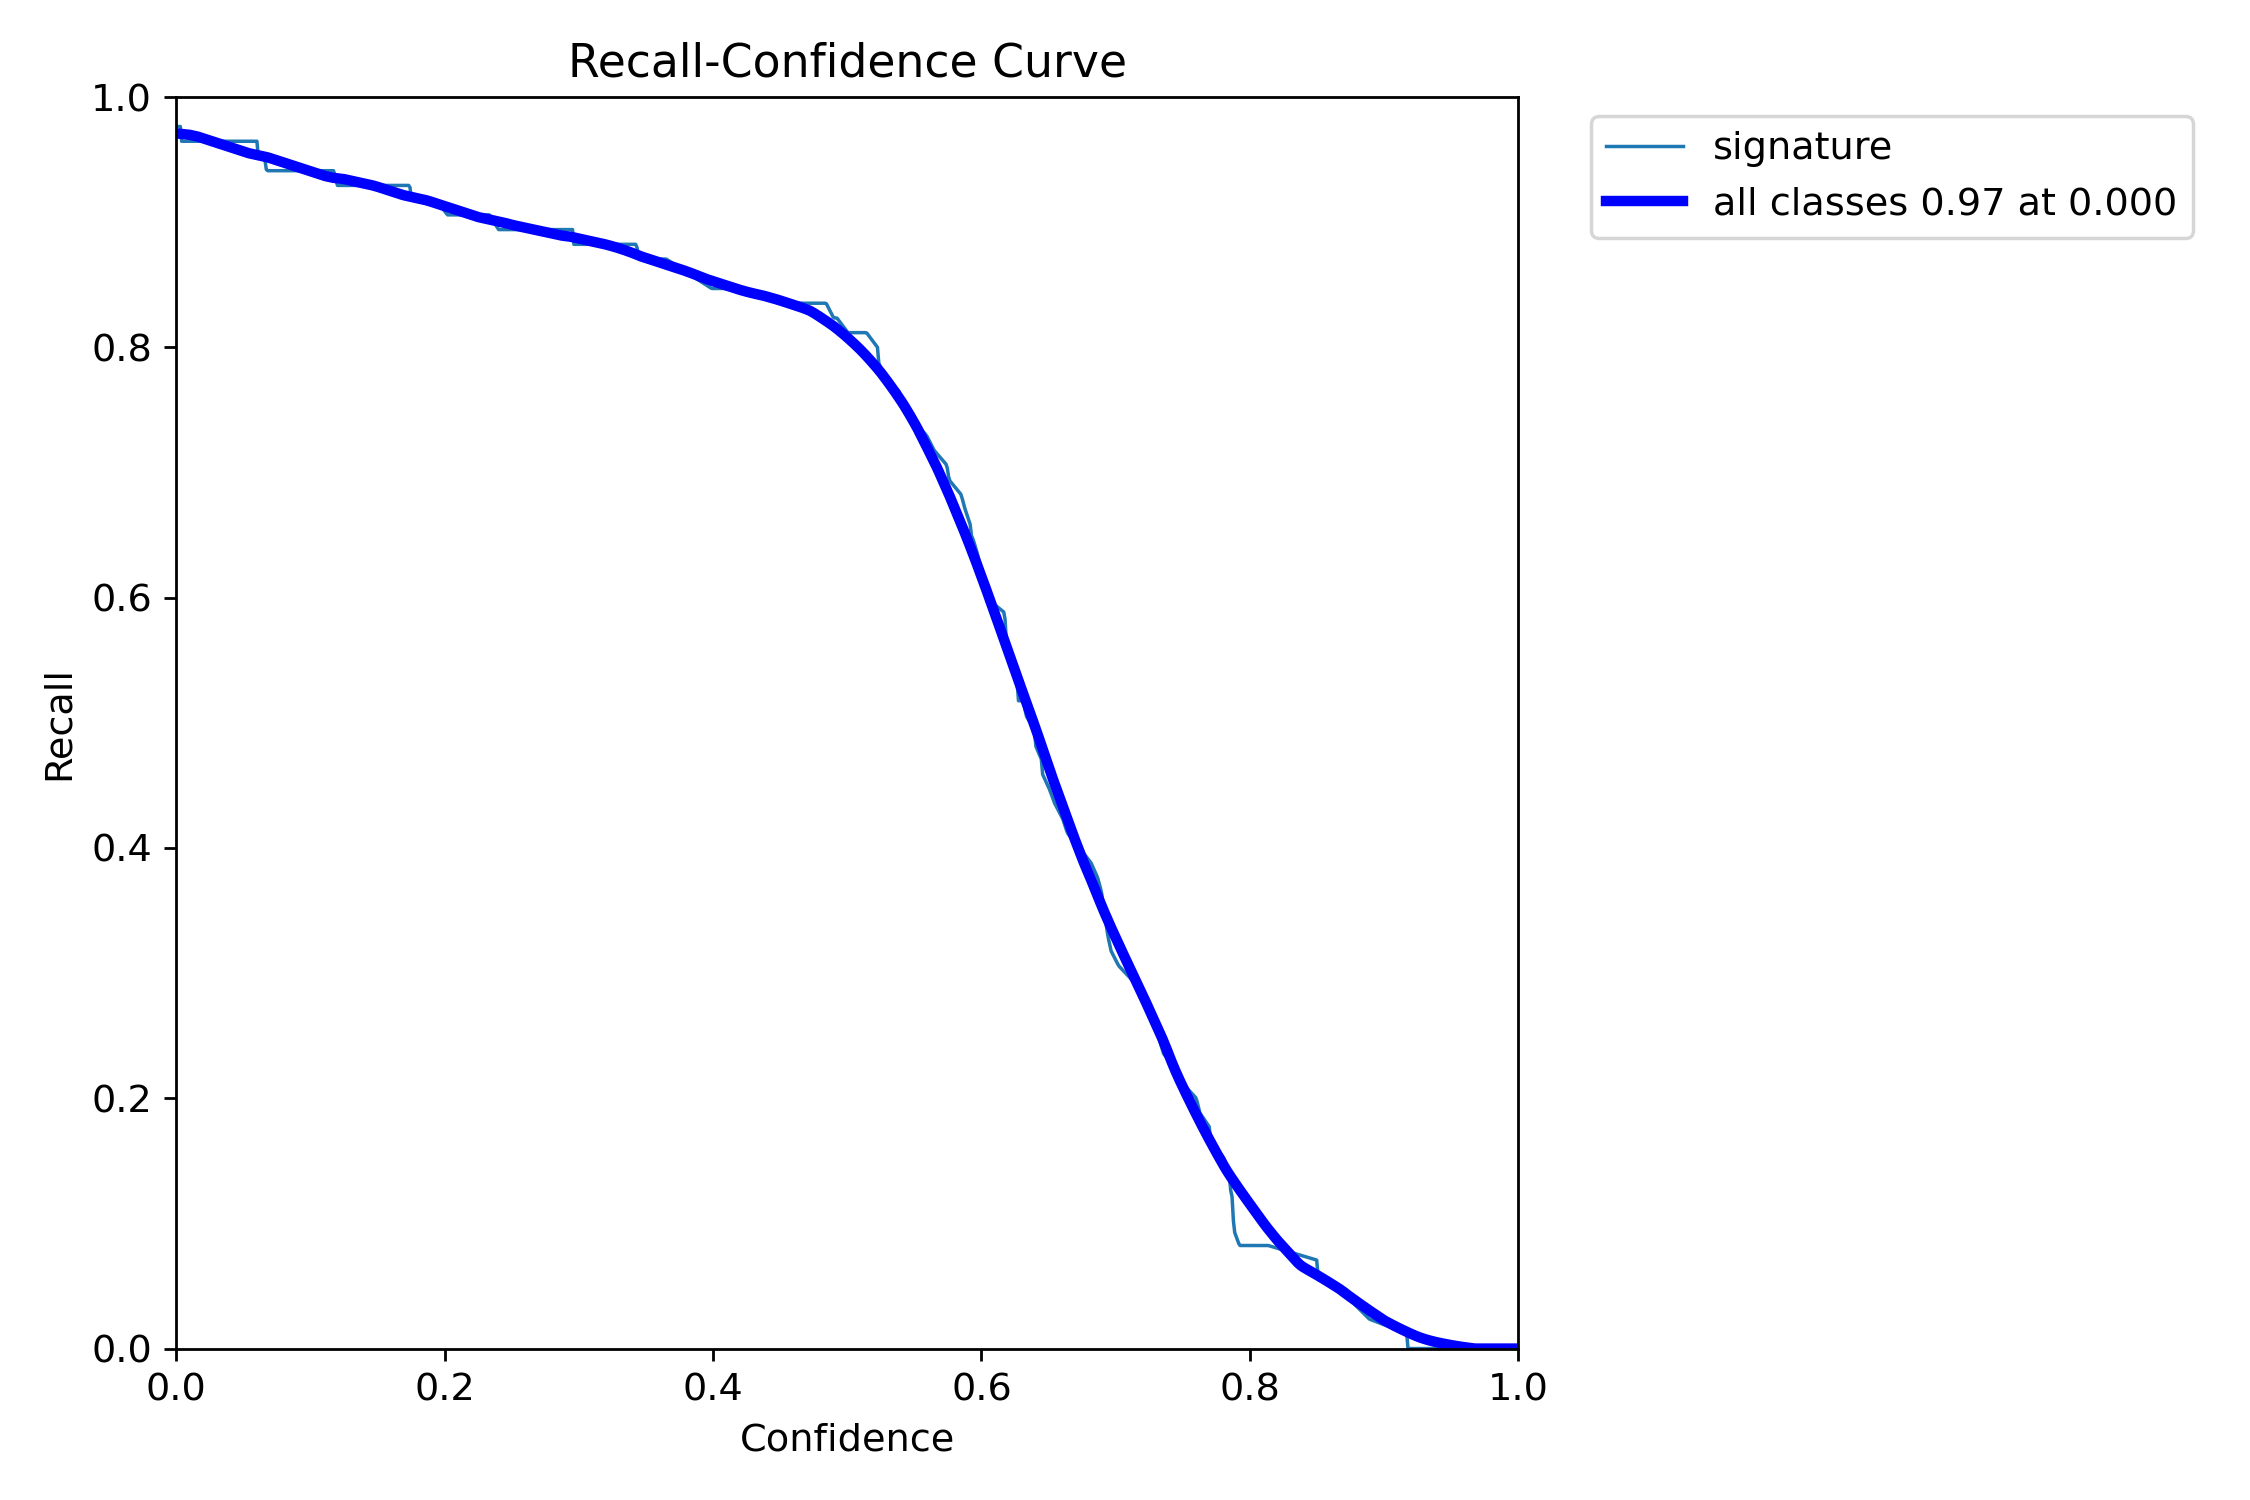 Recall-Confidence Curve
signature
all classes 0.97 at 0.000
1.0
0.8
0.6
0.4
0.2
0.0
Recall
0.0 0.2 0.4 0.6 0.8 1.0
Confidence